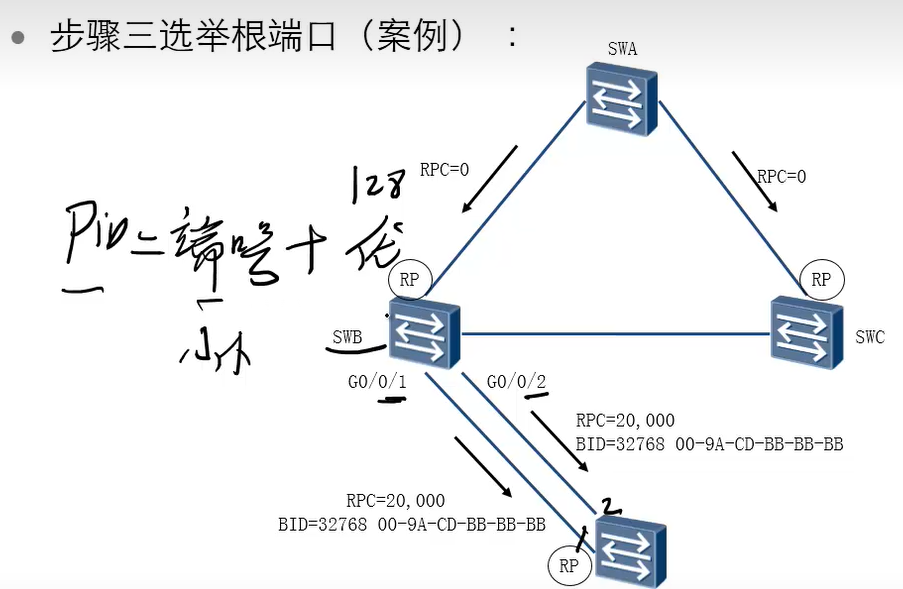 • 步骤三选举根端口（案例） ：
SWA
RPC=0
RPC=0
128
Pid=端口号+优
小
RP
RP
SWB
SWC
G0/0/1
G0/0/2
RPC=20,000
BID=32768 00-9A-CD-BB-BB-BB
RPC=20,000
BID=32768 00-9A-CD-BB-BB-BB
2
1
RP